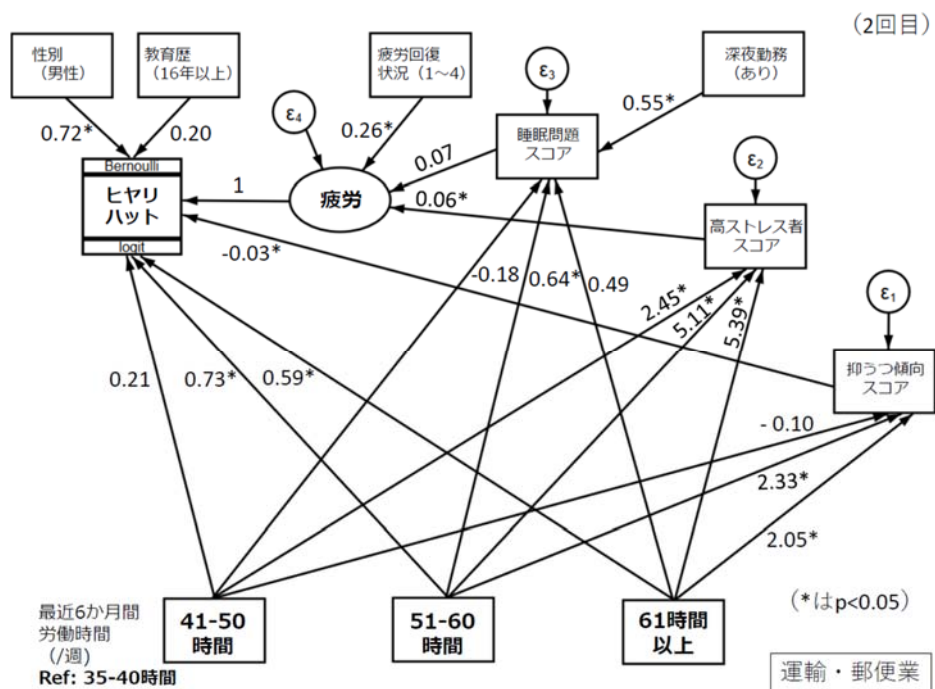 (2回目)
性別
(男性)
教育歴
(16年以上)
疲労回復
状況(1~4)
深夜勤務
(あり)
ε3
ε4
0.72*
0.20
0.26*
0.55*
睡眠問題
スコア
ε2
Bernoulli
ヒヤリ
ハット
logit
1
疲労
0.07
0.06*
高ストレス者
スコア
-0.03*
-0.18
0.64*
0.49
2.45*
5.11*
5.39*
ε1
抑うつ傾向
スコア
0.21
0.73*
0.59*
- 0.10
2.33*
2.05*
最近6か月間
労働時間
(/週)
Ref: 35-40時間
41-50
時間
51-60
時間
61時間
以上
(*はp<0.05)
運輸・郵便業